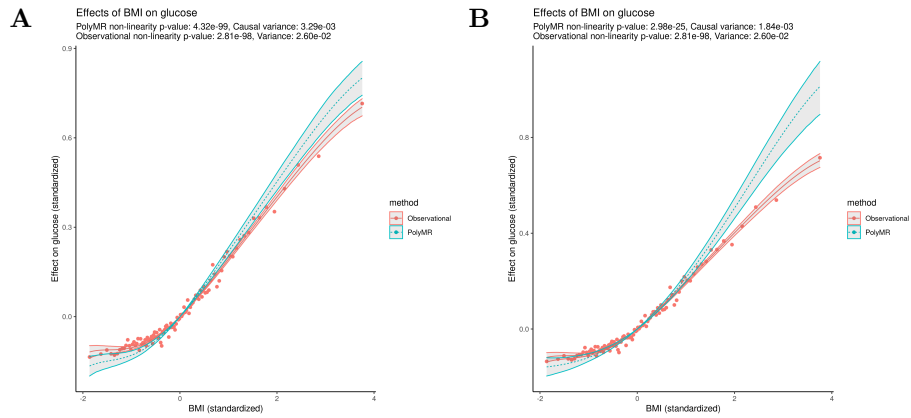 A
Effects of BMI on glucose
PolyMR non-linearity p-value: 4.32e-99, Causal variance: 3.29e-03
Observational non-linearity p-value: 2.81e-98, Variance: 2.60e-02
0.9
0.6
0.3
0.0
Effect on glucose (standardized)
-2
0
2
4
BMI (standardized)
method
Observational
PolyMR
B
Effects of BMI on glucose
PolyMR non-linearity p-value: 2.98e-25, Causal variance: 1.84e-03
Observational non-linearity p-value: 2.81e-98, Variance: 2.60e-02
0.8
0.4
0.0
Effect on glucose (standardized)
-2
0
2
4
BMI (standardized)
method
Observational
PolyMR